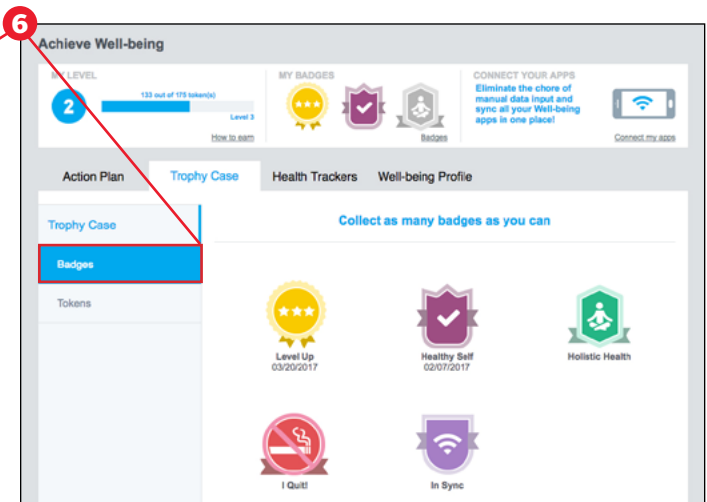 6
Achieve Well-being
MY LEVEL
2
133 out of 175 token(s)
Level 3
How to earn
MY BADGES
Badges
CONNECT YOUR APPS
Eliminate the chore of
manual data input and
sync all your Well-being
apps in one place!
Connect my apps
Action Plan Trophy Case Health Trackers Well-being Profile
Trophy Case
Badges
Tokens
Collect as many badges as you can
Level Up
03/20/2017
Healthy Self
02/07/2017
Holistic Health
I Quit!
In Sync